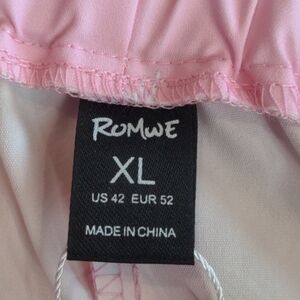 ROMWE
XL
US 42 EUR 52
MADE IN CHINA